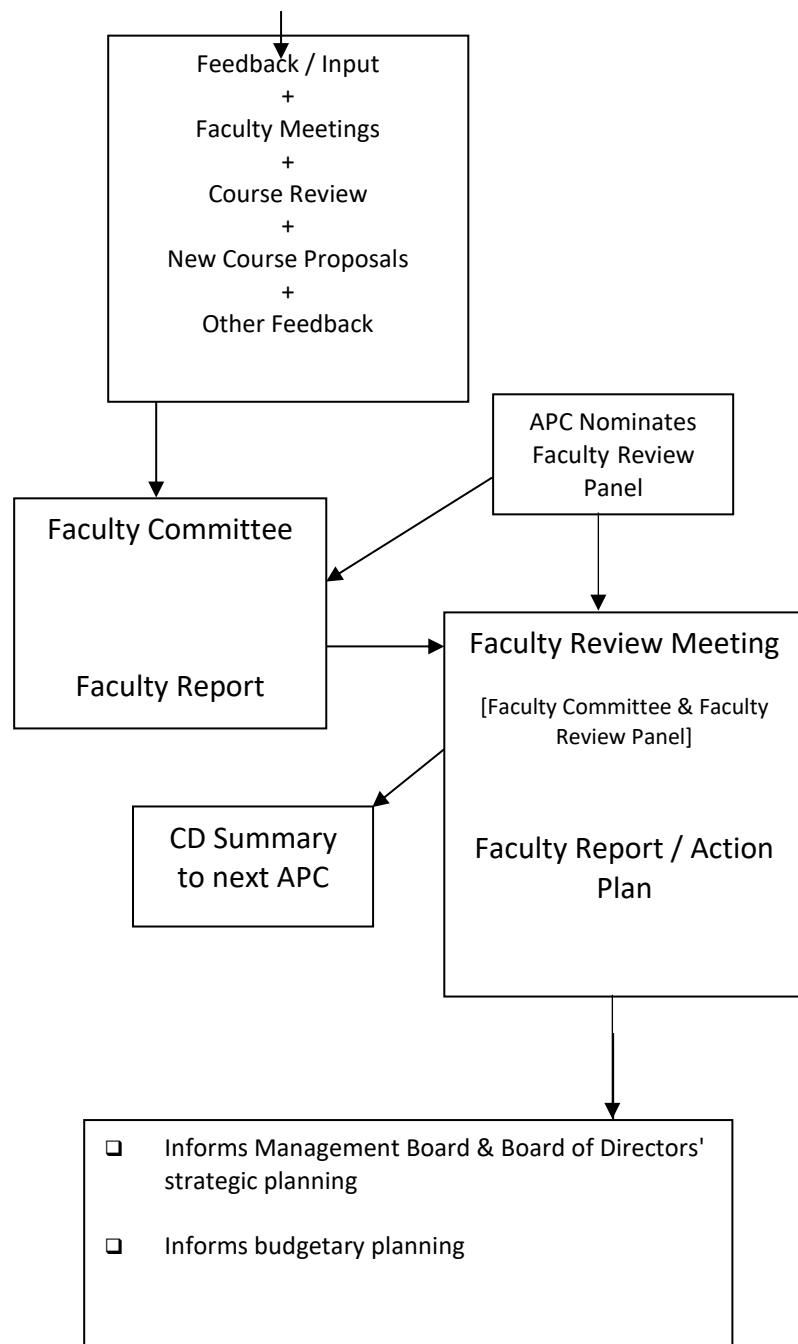 Feedback / Input
+
Faculty Meetings
+
Course Review
+
New Course Proposals
+
Other Feedback
APC Nominates
Faculty Review
Panel
Faculty Committee
Faculty Report
Faculty Review Meeting
[Faculty Committee & Faculty
Review Panel]
Faculty Report / Action
Plan
CD Summary
to next APC
❑ Informs Management Board & Board of Directors'
strategic planning
❑ Informs budgetary planning